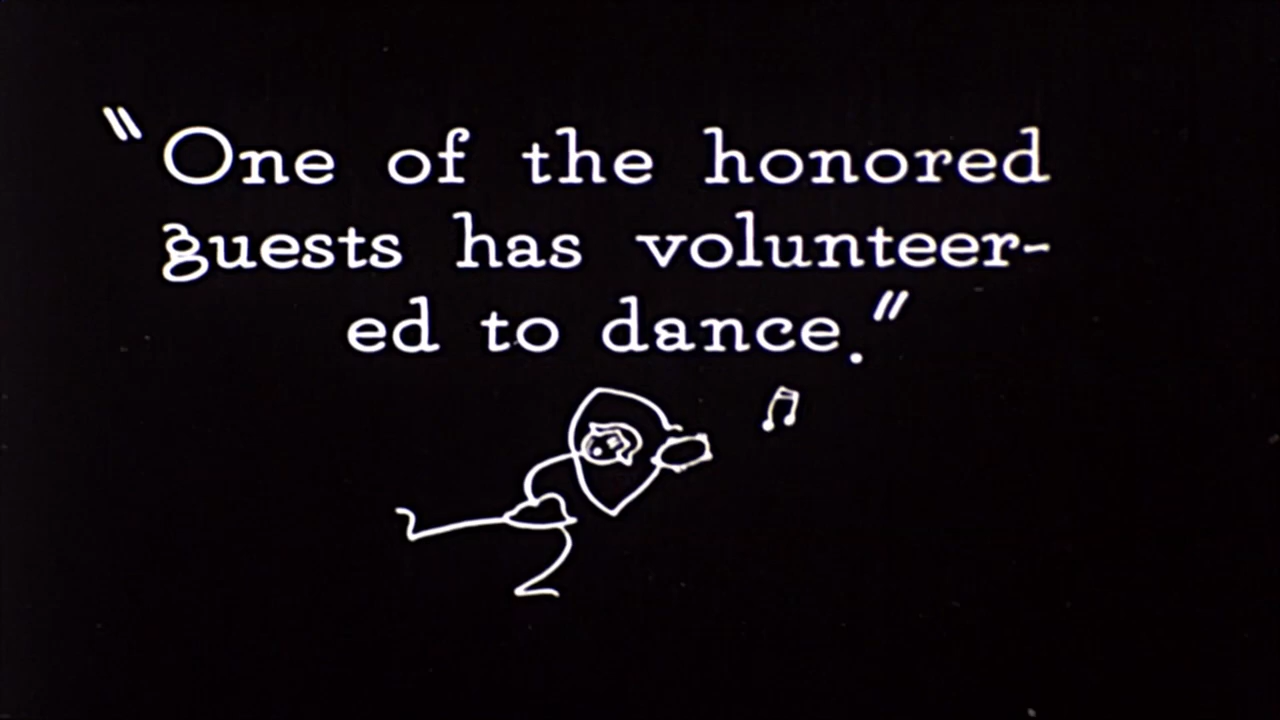 "One of the honored
guests has volunteer-
ed to dance."